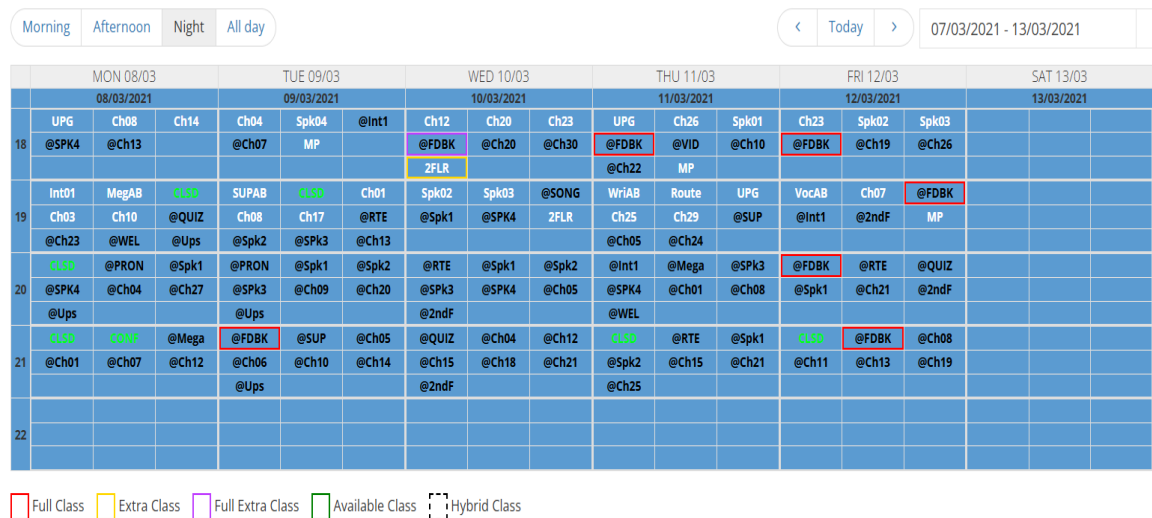 Morning Afternoon Night All day < Today > 07/03/2021 - 13/03/2021
MON 08/03 TUE 09/03 WED 10/03 THU 11/03 FRI 12/03 SAT 13/03
08/03/2021 09/03/2021 10/03/2021 11/03/2021 12/03/2021 13/03/2021
UPG Ch08 Ch14 Ch04 Spk04 @Int1 Ch12 Ch20 Ch23 UPG Ch26 Spk01 Ch23 Spk02 Spk03
18 @SPK4 @Ch13 @Ch07 MP @FDBK @Ch20 @Ch30 @FDBK @VID @Ch10 @FDBK @Ch19 @Ch26
2FLR @Ch22 MP
Int01 MegAB CLSD SUPAB CLSD Ch01 Spk02 Spk03 @SONG WriAB Route UPG VocAB Ch07 @FDBK
19 Ch03 Ch10 @QUIZ Ch08 Ch17 @RTE @Spk1 @SPK4 2FLR Ch25 Ch29 @SUP @Int1 @2ndF MP
@Ch23 @WEL @Ups @Spk2 @SPk3 @Ch13 @Ch05 @Ch24
CLSD @PRON @Spk1 @PRON @Spk1 @Spk2 @RTE @Spk1 @Spk2 @Int1 @Mega @SPk3 @FDBK @RTE @QUIZ
20 @SPK4 @Ch04 @Ch27 @SPk3 @Ch09 @Ch20 @SPk3 @SPK4 @Ch05 @SPK4 @Ch01 @Ch08 @Spk1 @Ch21 @2ndF
@Ups @Ups @2ndF @WEL
CLSD COMF @Mega @FDBK @SUP @Ch05 @QUIZ @Ch04 @Ch12 CLSD @RTE @Spk1 CLSD @FDBK @Ch08
21 @Ch01 @Ch07 @Ch12 @Ch06 @Ch10 @Ch14 @Ch15 @Ch18 @Ch21 @Spk2 @Ch15 @Ch21 @Ch11 @Ch13 @Ch19
@Ups @2ndF @Ch25
22
Full Class Extra Class Full Extra Class Available Class Hybrid Class